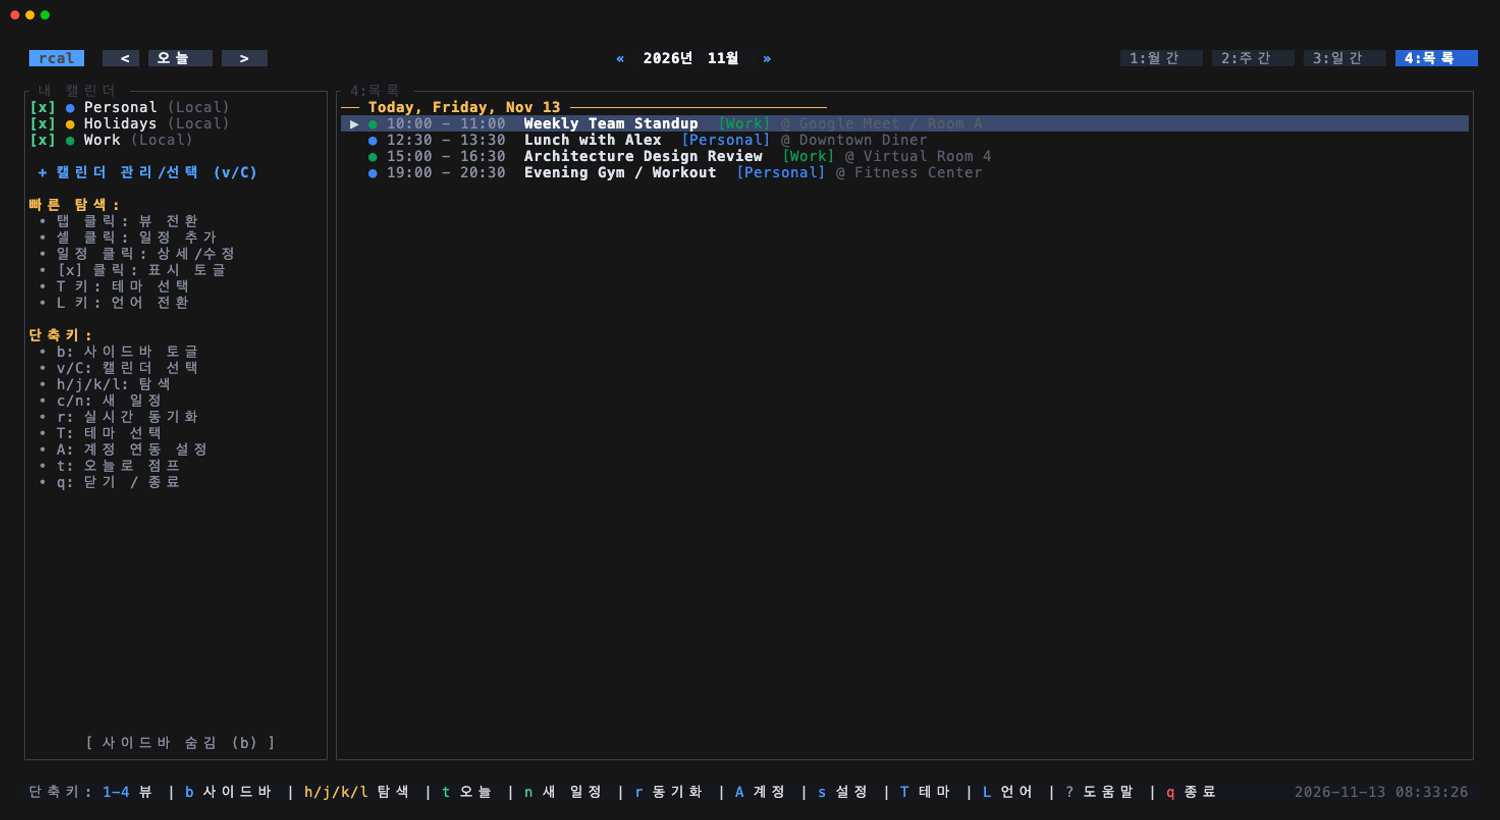 rcal < 오늘 > « 2026년 11월 » 1:월간 2:주간 3:일간 4:목록
내 캘린더
[x] ● Personal (Local)
[x] ● Holidays (Local)
[x] ● Work (Local)
+ 캘린더 관리/선택 (v/C)
빠른 탐색:
• 탭 클릭: 뷰 전환
• 셀 클릭: 일정 추가
• 일정 클릭: 상세/수정
• [x] 클릭: 표시 토글
• T 키: 테마 선택
• L 키: 언어 전환
단축키:
• b: 사이드바 토글
• v/C: 캘린더 선택
• h/j/k/l: 탐색
• c/n: 새 일정
• r: 실시간 동기화
• T: 테마 선택
• A: 계정 연동 설정
• t: 오늘로 점프
• q: 닫기 / 종료
[ 사이드바 숨김 (b) ]
4:목록
Today, Friday, Nov 13
▶ ● 10:00 - 11:00 Weekly Team Standup [Work] @ Google Meet / Room A
● 12:30 - 13:30 Lunch with Alex [Personal] @ Downtown Diner
● 15:00 - 16:30 Architecture Design Review [Work] @ Virtual Room 4
● 19:00 - 20:30 Evening Gym / Workout [Personal] @ Fitness Center
단축키: 1-4 뷰 | b 사이드바 | h/j/k/l 탐색 | t 오늘 | n 새 일정 | r 동기화 | A 계정 | s 설정 | T 테마 | L 언어 | ? 도움말 | q 종료 2026-11-13 08:33:26